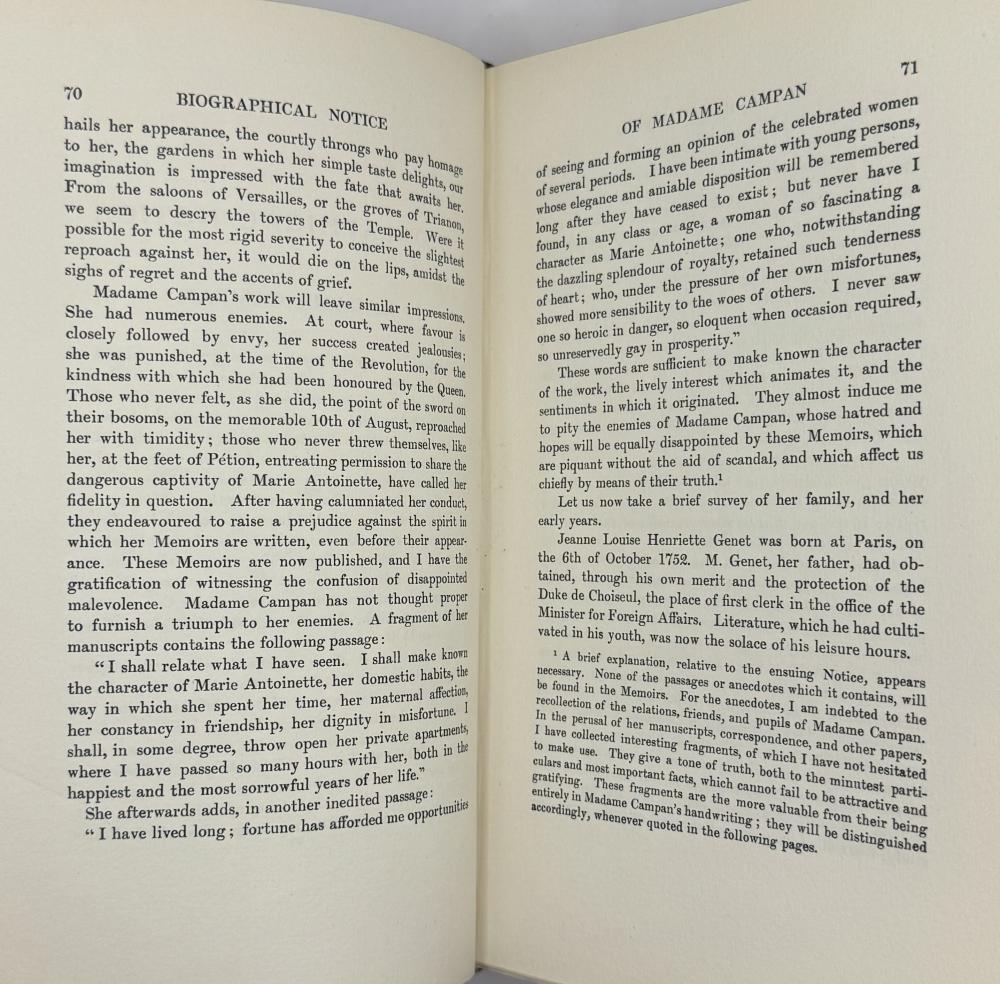 70
BIOGRAPHICAL NOTICE
hails her appearance, the courtly throngs who pay homage
to her, the gardens in which her simple taste delights, our
imagination is impressed with the fate that awaits her.
From the saloons of Versailles, or the groves of Trianon,
we seem to descry the towers of the Temple. Were it
possible for the most rigid severity to conceive the slightest
reproach against her, it would die on the lips, amidst the
sighs of regret and the accents of grief.
Madame Campan's work will leave similar impressions.
She had numerous enemies. At court, where favour is
closely followed by envy, her success created jealousies;
she was punished, at the time of the Revolution, for the
kindness with which she had been honoured by the Queen.
Those who never felt, as she did, the point of the sword on
their bosoms, on the memorable 10th of August, reproached
her with timidity; those who never threw themselves, like
her, at the feet of Pétion, entreating permission to share the
dangerous captivity of Marie Antoinette, have called her
fidelity in question. After having calumniated her conduct,
they endeavoured to raise a prejudice against the spirit in
which her Memoirs are written, even before their appear-
ance. These Memoirs are now published, and I have the
gratification of witnessing the confusion of disappointed
malevolence. Madame Campan has not thought proper
to furnish a triumph to her enemies. A fragment of her
manuscripts contains the following passage:
"I shall relate what I have seen. I shall make known
the character of Marie Antoinette, her domestic habits, the
way in which she spent her time, her maternal affection,
her constancy in friendship, her dignity in misfortune. I
shall, in some degree, throw open her private apartments,
where I have passed so many hours with her, both in the
happiest and the most sorrowful years of her life."
She afterwards adds, in another inedited passage:
"I have lived long; fortune has afforded me opportunities
71
OF MADAME CAMPAN
of seeing and forming an opinion of the celebrated women
of several periods. I have been intimate with young persons,
whose elegance and amiable disposition will be remembered
long after they have ceased to exist; but never have I
found, in any class or age, a woman of so fascinating a
character as Marie Antoinette; one who, notwithstanding
the dazzling splendour of royalty, retained such tenderness
of heart; who, under the pressure of her own misfortunes,
showed more sensibility to the woes of others. I never saw
one so heroic in danger, so eloquent when occasion required,
so unreservedly gay in prosperity."
These words are sufficient to make known the character
of the work, the lively interest which animates it, and the
sentiments in which it originated. They almost induce me
to pity the enemies of Madame Campan, whose hatred and
hopes will be equally disappointed by these Memoirs, which
are piquant without the aid of scandal, and which affect us
chiefly by means of their truth.¹
Let us now take a brief survey of her family, and her
early years.
Jeanne Louise Henriette Genet was born at Paris, on
the 6th of October 1752. M. Genet, her father, had ob-
tained, through his own merit and the protection of the
Duke de Choiseul, the place of first clerk in the office of the
Minister for Foreign Affairs. Literature, which he had culti-
vated in his youth, was now the solace of his leisure hours.
¹ A brief explanation, relative to the ensuing Notice, appears
necessary. None of the passages or anecdotes which it contains, will
be found in the Memoirs. For the anecdotes, I am indebted to the
recollection of the relations, friends, and pupils of Madame Campan.
In the perusal of her manuscripts, correspondence, and other papers,
I have collected interesting fragments, of which I have not hesitated
to make use. They give a tone of truth, both to the minutest parti-
culars and most important facts, which cannot fail to be attractive and
gratifying. These fragments are the more valuable from their being
entirely in Madame Campan's handwriting; they will be distinguished
accordingly, whenever quoted in the following pages.